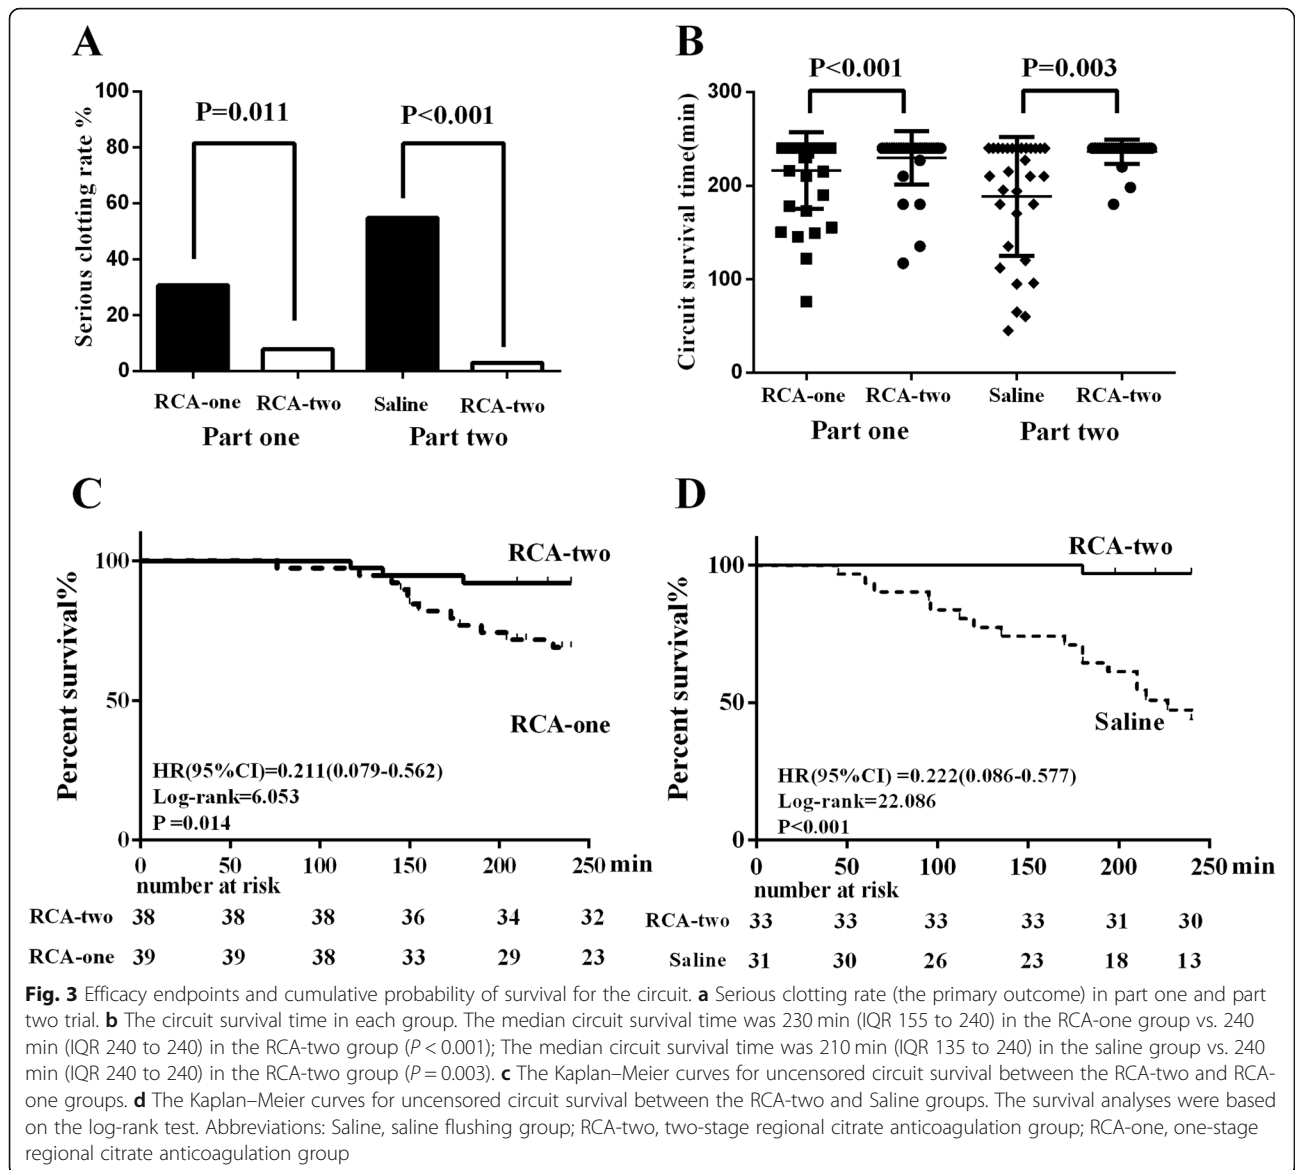 A
Serious clotting rate %
100
80
60
40
20
0
P=0.011
P<0.001
RCA-one RCA-two Saline RCA-two
Part one Part two
B
Circuit survival time(min)
300
200
100
0
P<0.001
P=0.003
RCA-one RCA-two Saline RCA-two
Part one Part two
C
Percent survival%
100
50
0
RCA-two
RCA-one
HR(95%CI)=0.211(0.079-0.562)
Log-rank=6.053
P =0.014
0 50 100 150 200 250 min
number at risk
RCA-two 38 38 38 36 34 32
RCA-one 39 39 38 33 29 23
D
Percent survival%
100
50
0
RCA-two
Saline
HR(95%CI) =0.222(0.086-0.577)
Log-rank=22.086
P<0.001
0 50 100 150 200 250 min
number at risk
RCA-two 33 33 33 33 31 30
Saline 31 30 26 23 18 13
Fig. 3 Efficacy endpoints and cumulative probability of survival for the circuit. a Serious clotting rate (the primary outcome) in part one and part
two trial. b The circuit survival time in each group. The median circuit survival time was 230 min (IQR 155 to 240) in the RCA-one group vs. 240
min (IQR 240 to 240) in the RCA-two group (P < 0.001); The median circuit survival time was 210 min (IQR 135 to 240) in the saline group vs. 240
min (IQR 240 to 240) in the RCA-two group (P = 0.003). c The Kaplan–Meier curves for uncensored circuit survival between the RCA-two and RCA-
one groups. d The Kaplan–Meier curves for uncensored circuit survival between the RCA-two and Saline groups. The survival analyses were based
on the log-rank test. Abbreviations: Saline, saline flushing group; RCA-two, two-stage regional citrate anticoagulation group; RCA-one, one-stage
regional citrate anticoagulation group